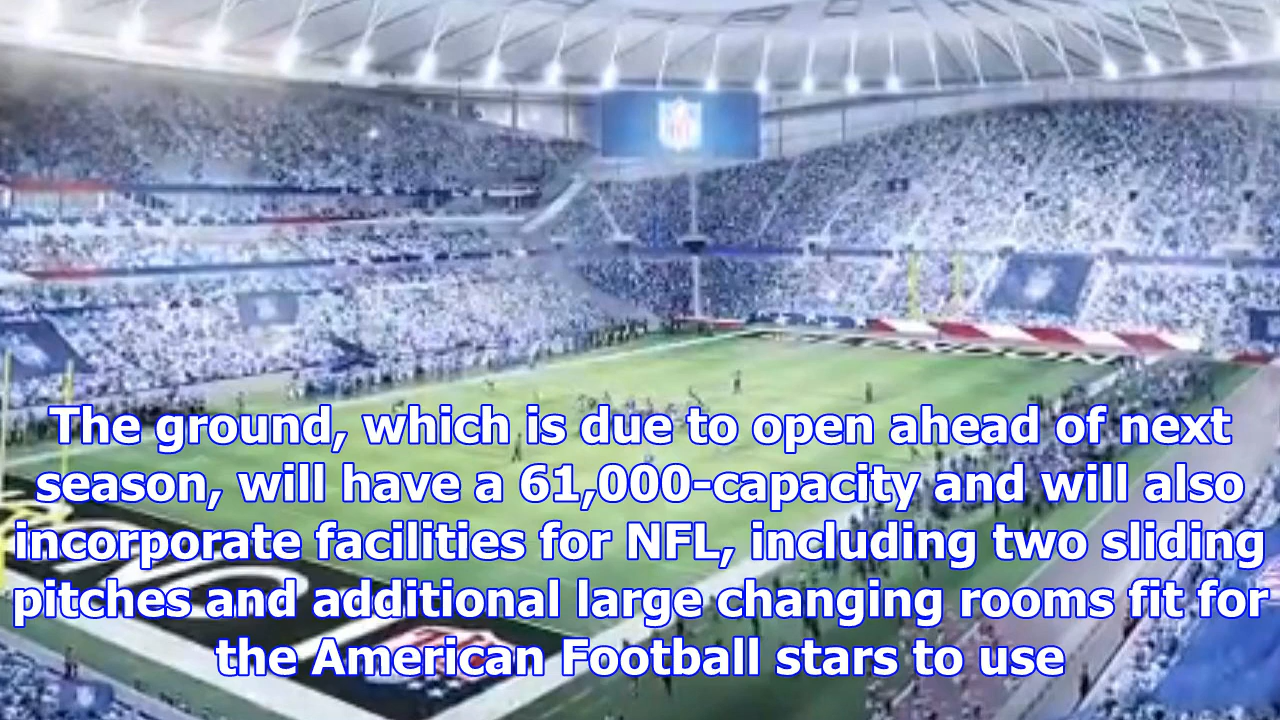 NFL
LONDON
The ground, which is due to open ahead of next
season, will have a 61,000-capacity and will also
incorporate facilities for NFL, including two sliding
pitches and additional large changing rooms fit for
the American Football stars to use